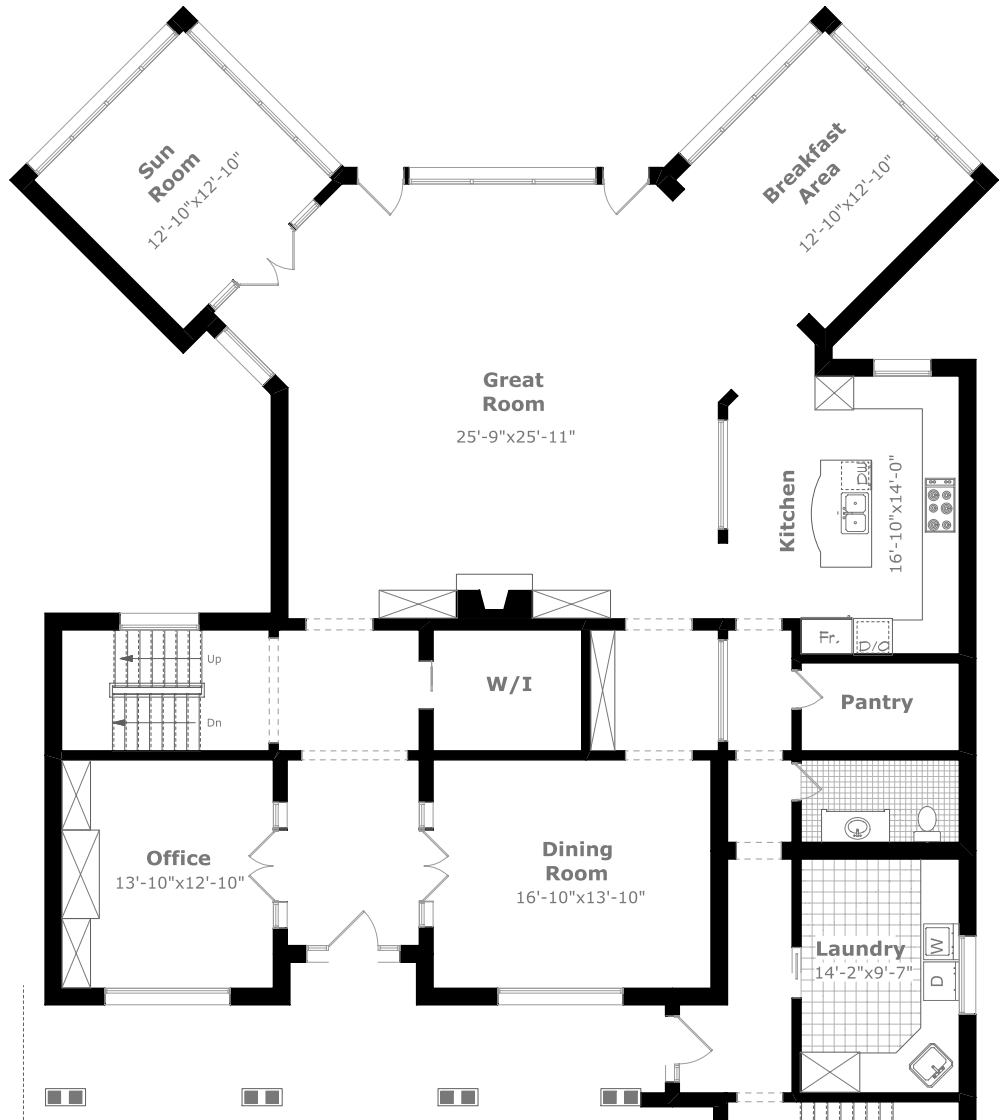 Sun
Room
12'-10"x12'-10"
Breakfast
Area
12'-10"x12'-10"
Great
Room
25'-9"x25'-11"
Kitchen
16'-10"x14'-0"
DW
Fr.
D/O
Up
Dn
W/I
Pantry
Office
13'-10"x12'-10"
Dining
Room
16'-10"x13'-10"
Laundry
14'-2"x9'-7"
W
D